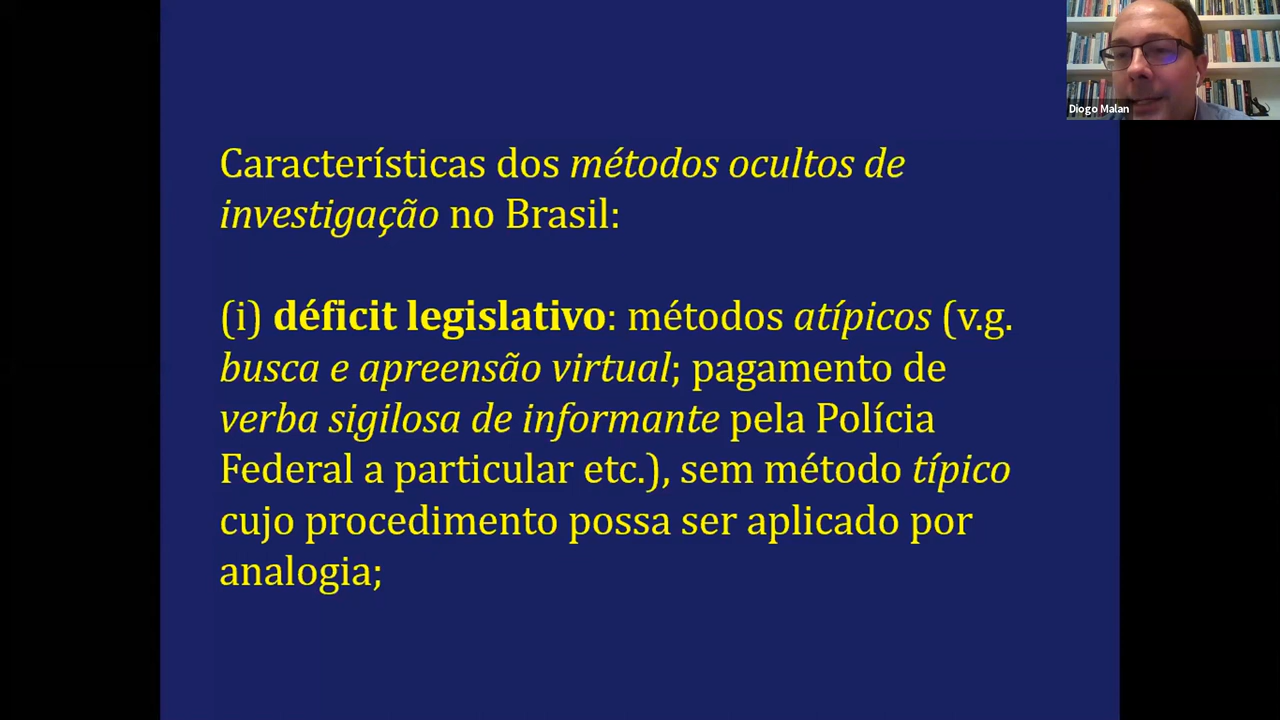 Diogo Malan
Características dos métodos ocultos de
investigação no Brasil:
(i) déficit legislativo: métodos atípicos (v.g.
busca e apreensão virtual; pagamento de
verba sigilosa de informante pela Polícia
Federal a particular etc.), sem método típico
cujo procedimento possa ser aplicado por
analogia;